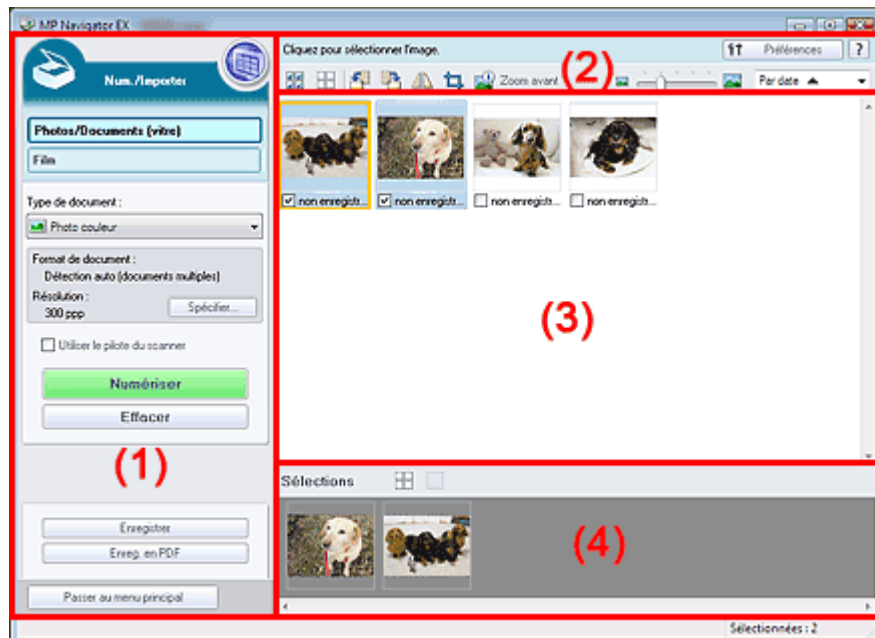 MP Navigator EX
Num./Importer
Photos/Documents (vitre)
Film
Type de document :
Photo couleur
Format de document :
Détection auto (documents multiples)
Résolution :
300 ppp
Spécifier...
Utiliser le pilote du scanner
Numériser
Effacer
(1)
Enregistrer
Enreg. en PDF
Passer au menu principal
Cliquez pour sélectionner l'image.
Préférences
?
Zoom avant
(2)
Par date
non enregistr...
non enregistr...
non enregistr...
non enregistr...
(3)
Sélections
(4)
Sélectionnées : 2